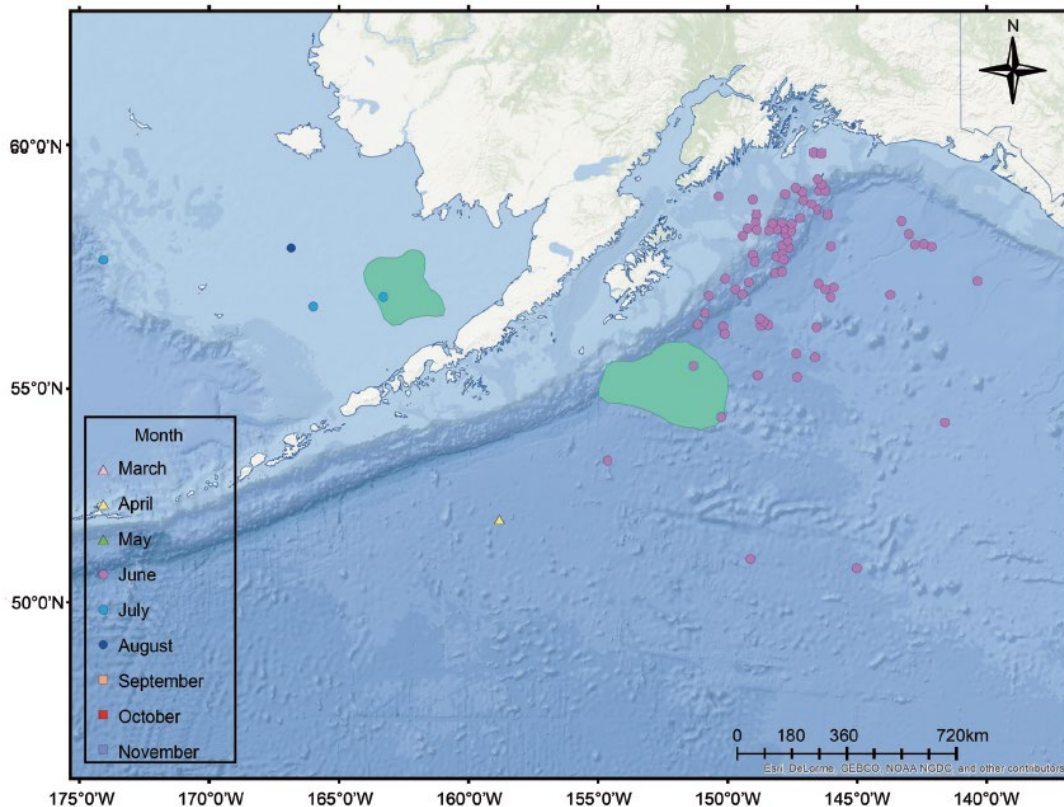 N
60°0'N
55°0'N
50°0'N
Month
March
April
May
June
July
August
September
October
November
0 180 360 720km
Esri, DeLorme, GEBCO, NOAA NGDC, and other contributors
175°0'W 170°0'W 165°0'W 160°0'W 155°0'W 150°0'W 145°0'W 140°0'W